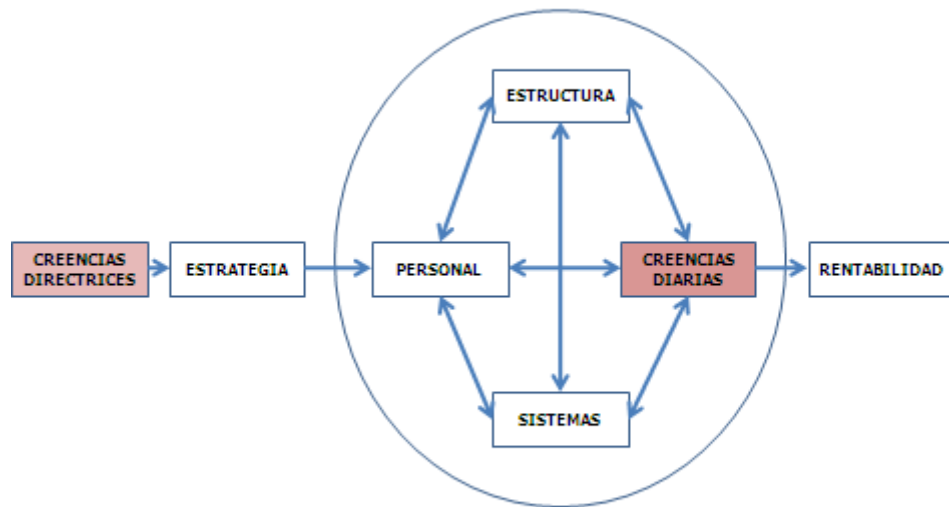 ESTRUCTURA
CREENCIAS
DIRECTRICES
ESTRATEGIA
PERSONAL
CREENCIAS
DIARIAS
RENTABILIDAD
SISTEMAS